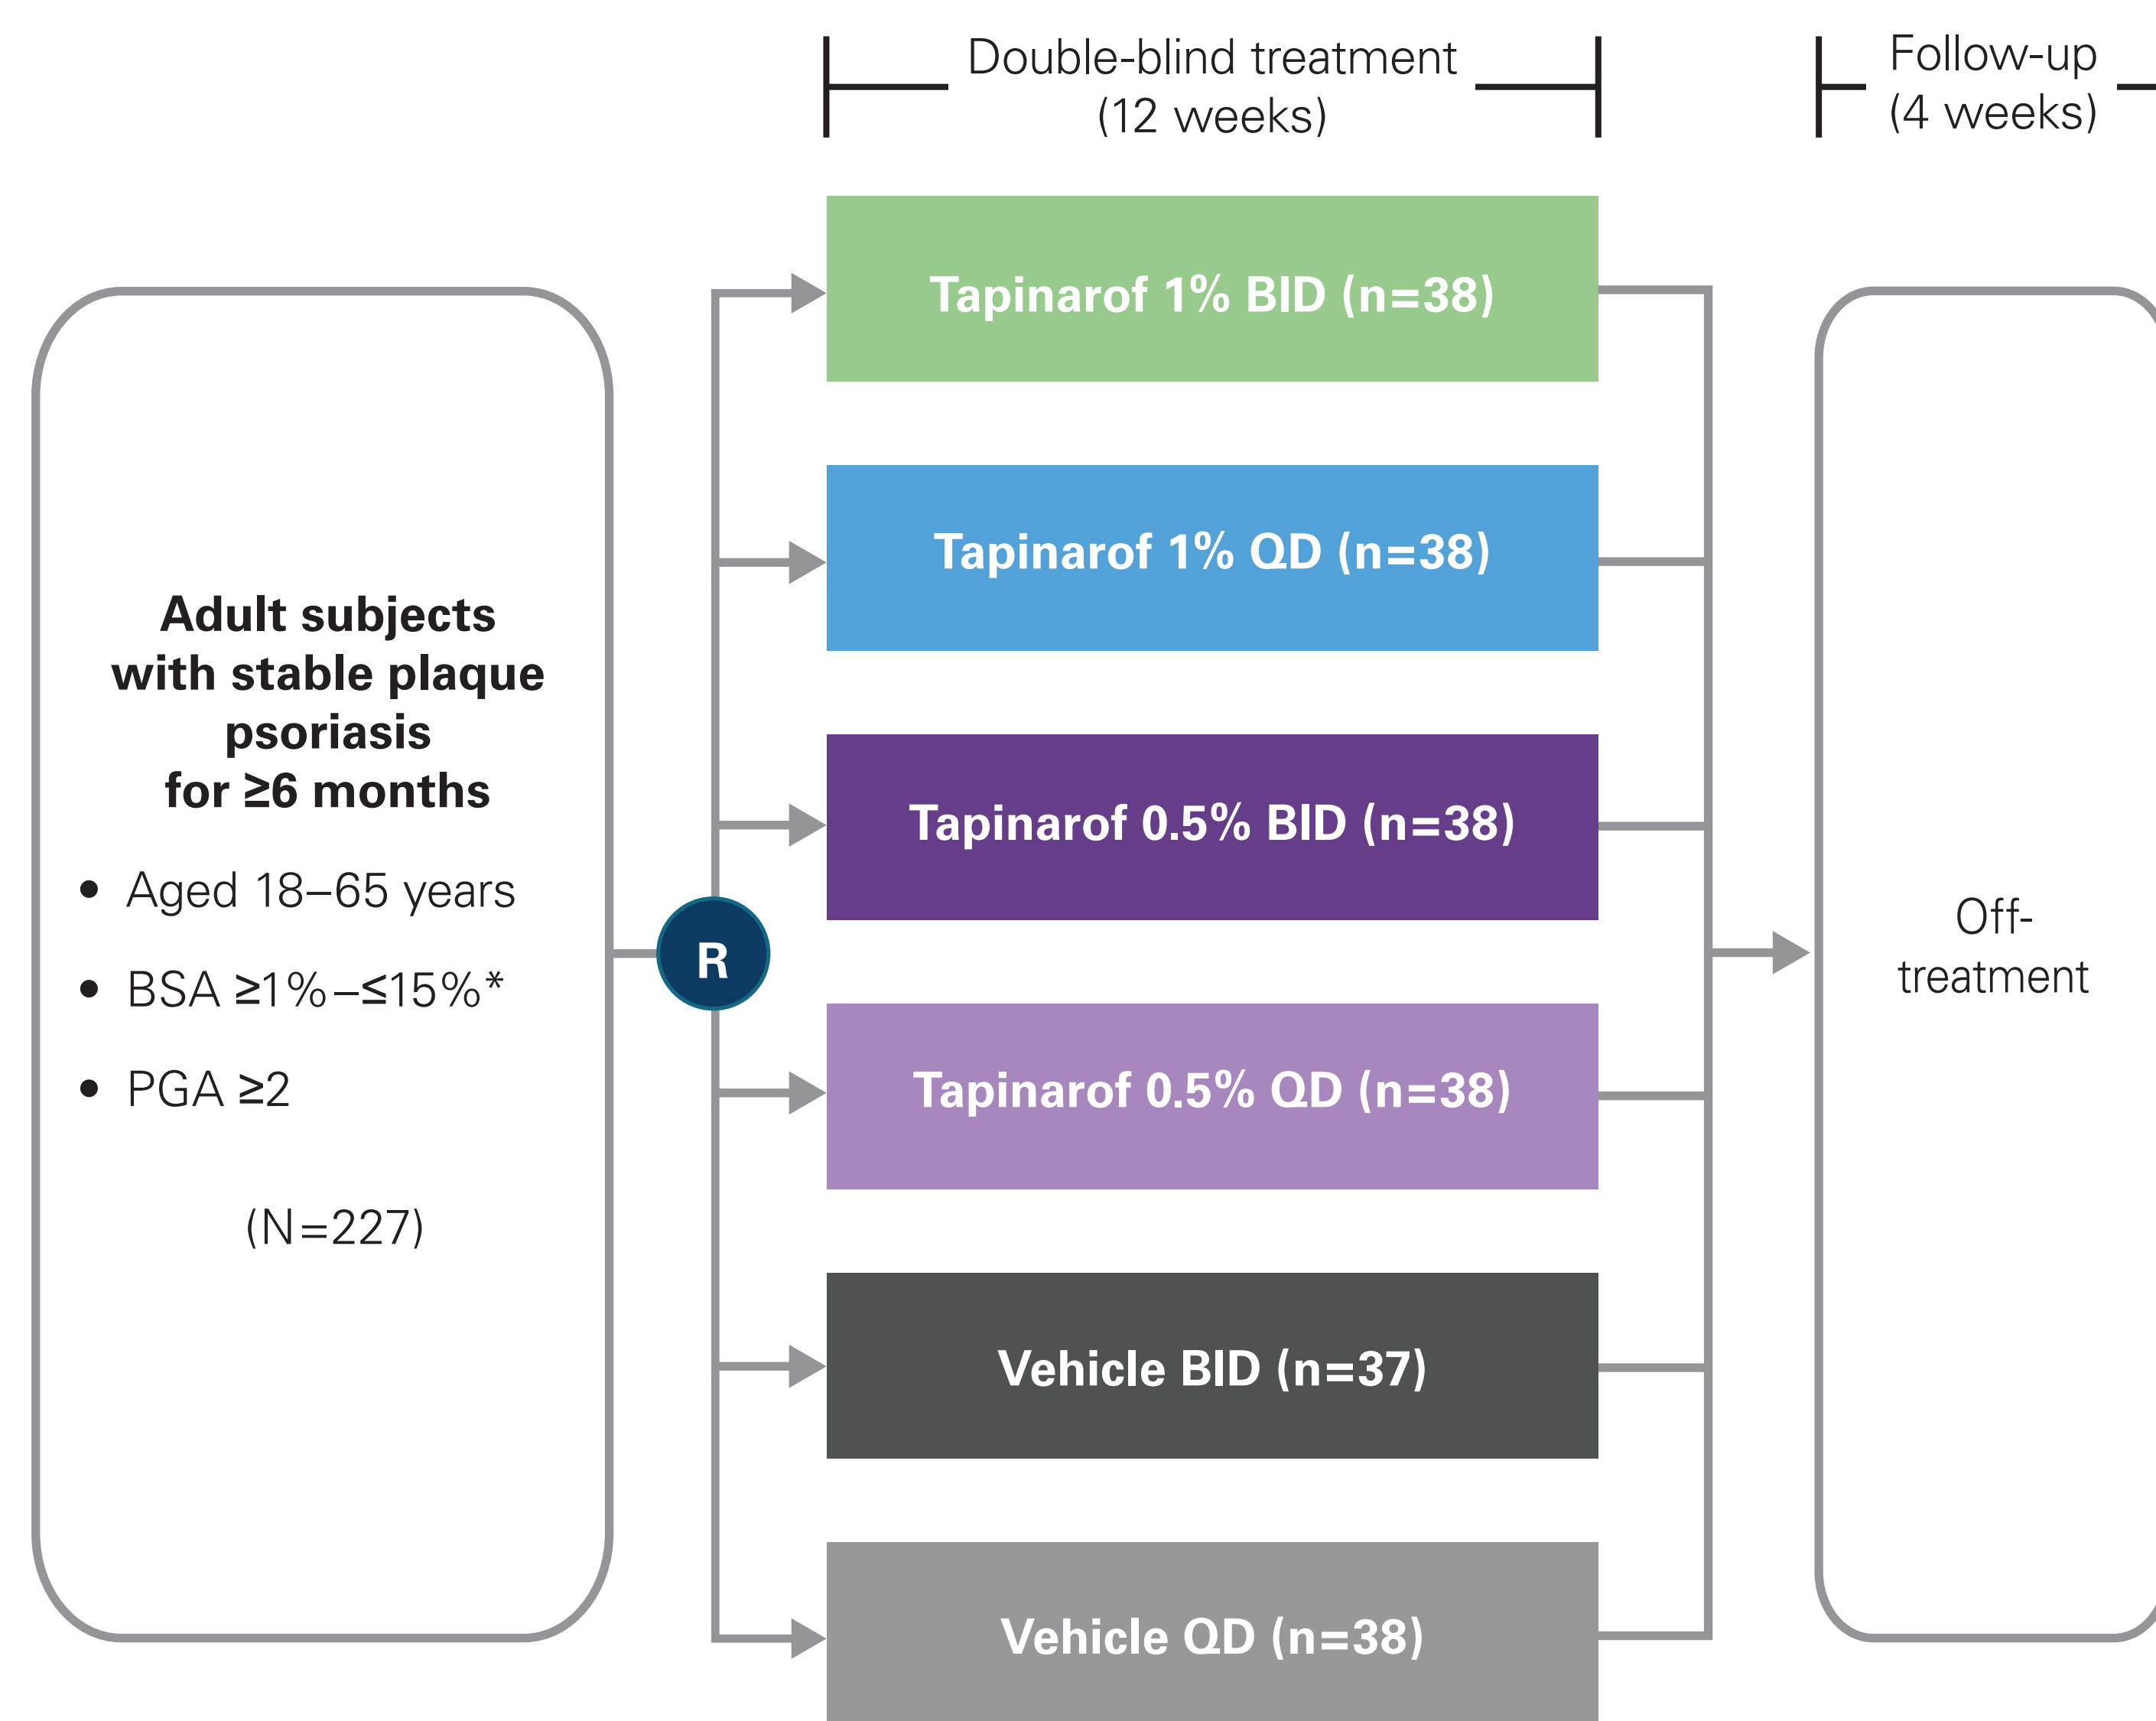 Double-blind treatment
(12 weeks)
Follow-up
(4 weeks)
Adult subjects
with stable plaque
psoriasis
for ≥6 months
• Aged 18–65 years
• BSA ≥1%–≤15%*
• PGA ≥2
(N=227)
R
Tapinarof 1% BID (n=38)
Tapinarof 1% QD (n=38)
Tapinarof 0.5% BID (n=38)
Tapinarof 0.5% QD (n=38)
Vehicle BID (n=37)
Vehicle QD (n=38)
Off-
treatment